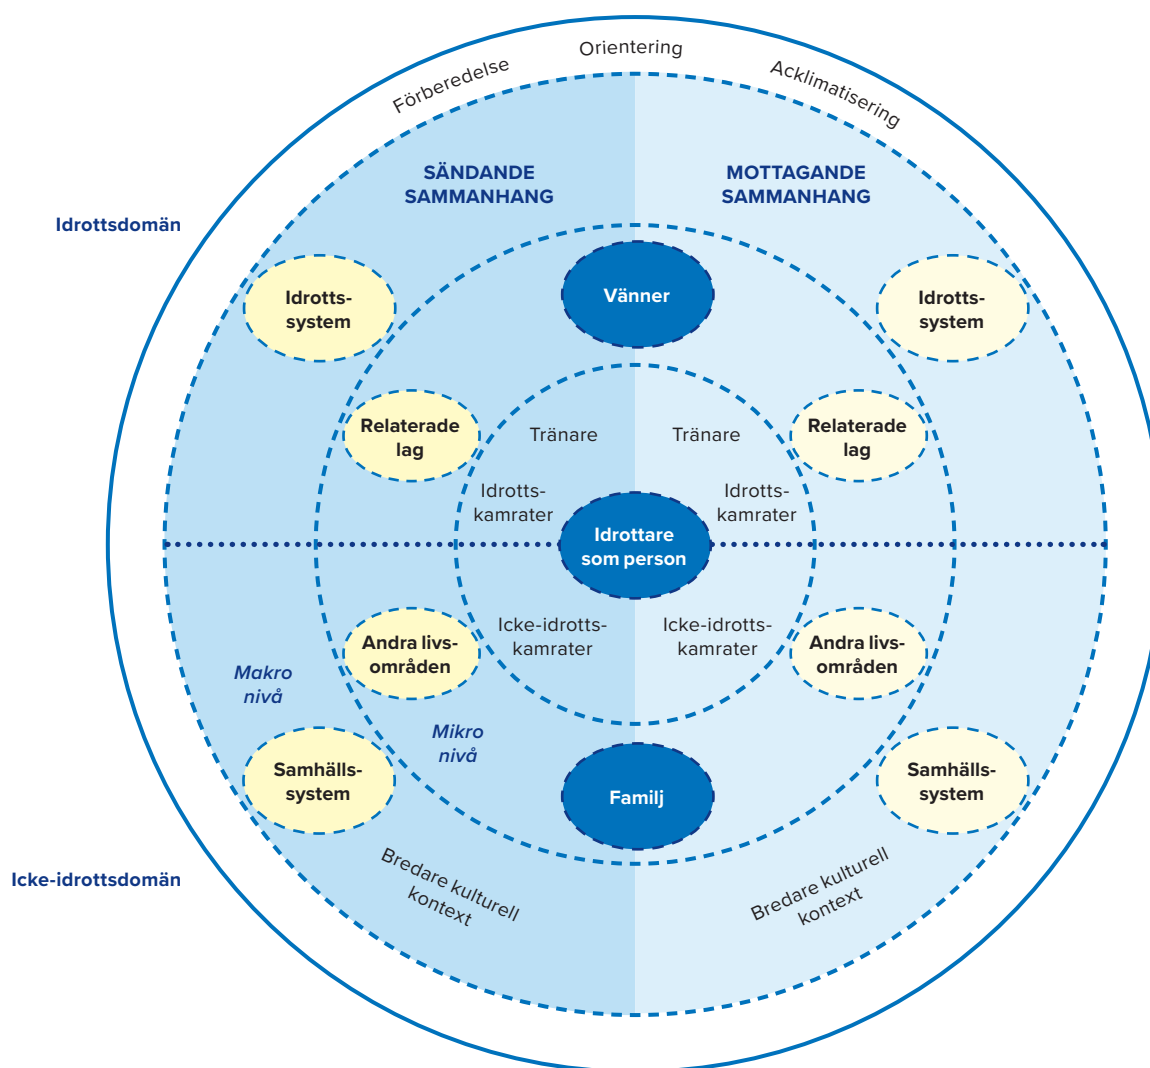 Orientering
Förberedelse
Acklimatisering
SÄNDANDE
SAMMANHANG
MOTTAGANDE
SAMMANHANG
Idrottsdomän
Idrotts-
system
Vänner
Idrotts-
system
Relaterade
lag
Tränare
Tränare
Relaterade
lag
Idrotts-
kamrater
Idrotts-
kamrater
Idrottare
som person
Andra livs-
områden
Icke-idrotts-
kamrater
Icke-idrotts-
kamrater
Andra livs-
områden
Makro
nivå
Mikro
nivå
Samhälls-
system
Familj
Samhälls-
system
Icke-idrottsdomän
Bredare kulturell
kontext
Bredare kulturell
kontext